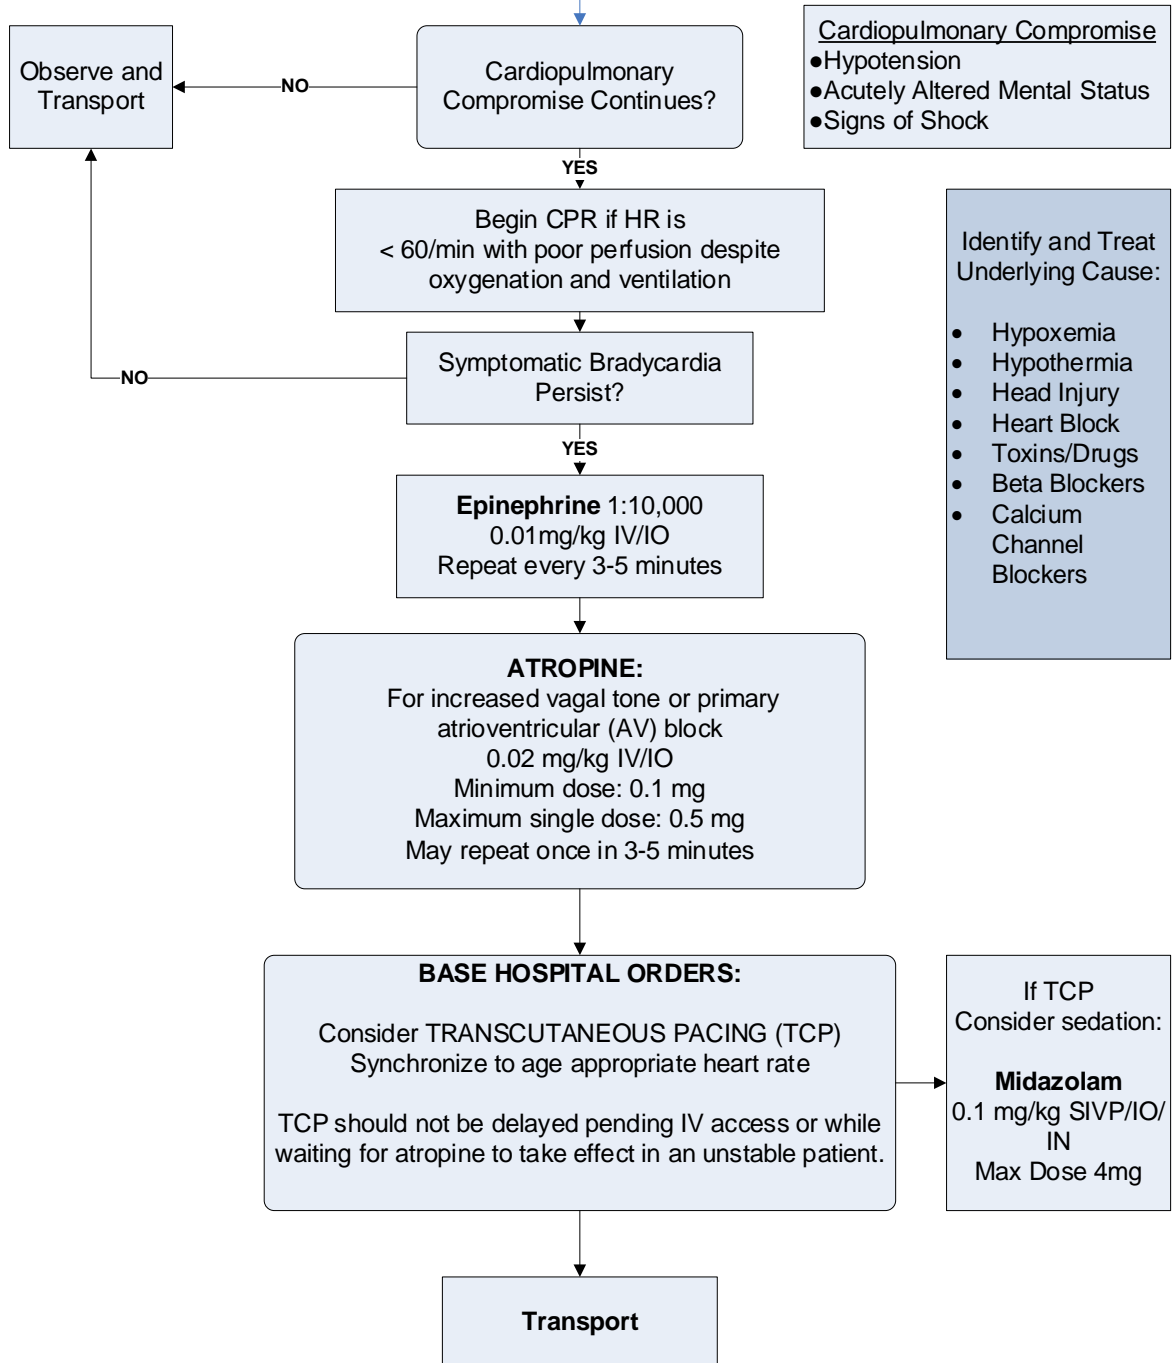 Observe and
Transport
NO
Cardiopulmonary
Compromise Continues?
Cardiopulmonary Compromise
●Hypotension
●Acutely Altered Mental Status
●Signs of Shock
YES
Begin CPR if HR is
< 60/min with poor perfusion despite
oxygenation and ventilation
Identify and Treat
Underlying Cause:
• Hypoxemia
• Hypothermia
• Head Injury
• Heart Block
• Toxins/Drugs
• Beta Blockers
• Calcium
Channel
Blockers
NO
Symptomatic Bradycardia
Persist?
YES
Epinephrine 1:10,000
0.01mg/kg IV/IO
Repeat every 3-5 minutes
ATROPINE:
For increased vagal tone or primary
atrioventricular (AV) block
0.02 mg/kg IV/IO
Minimum dose: 0.1 mg
Maximum single dose: 0.5 mg
May repeat once in 3-5 minutes
BASE HOSPITAL ORDERS:
Consider TRANSCUTANEOUS PACING (TCP)
Synchronize to age appropriate heart rate
TCP should not be delayed pending IV access or while
waiting for atropine to take effect in an unstable patient.
If TCP
Consider sedation:
Midazolam
0.1 mg/kg SIVP/IO/
IN
Max Dose 4mg
Transport